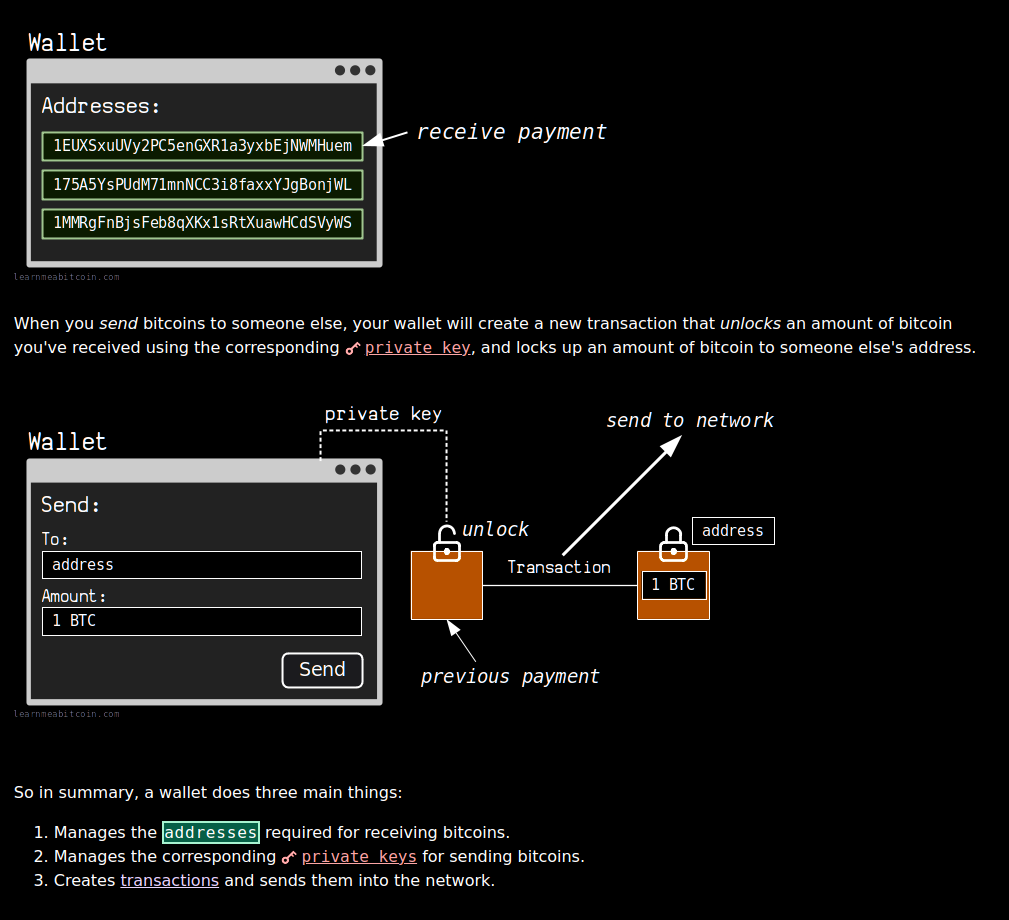 Wallet
Addresses:
1EUXSxuUVy2PC5enGXR1a3yxbEjNWMHuem
receive payment
175A5YsPUdM71mnNCC3i8faxxYJgBonjWL
1MMRgFnBjsFeb8qXKx1sRtXuawHCdSVyWS
learnmeabitcoin.com
When you send bitcoins to someone else, your wallet will create a new transaction that unlocks an amount of bitcoin
you've received using the corresponding private key, and locks up an amount of bitcoin to someone else's address.
private key
send to network
Wallet
Send:
To:
address
Amount:
1 BTC
Send
unlock
address
Transaction
1 BTC
previous payment
learnmeabitcoin.com
So in summary, a wallet does three main things:
1. Manages the addresses required for receiving bitcoins.
2. Manages the corresponding private keys for sending bitcoins.
3. Creates transactions and sends them into the network.